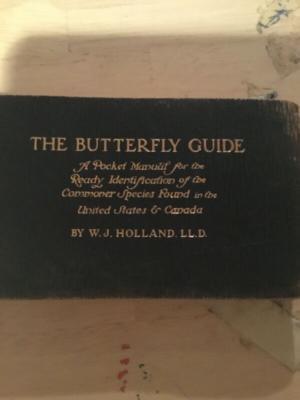 THE BUTTERFLY GUIDE
A Pocket Manual for the
Ready Identification of the
Commoner Species Found in the
United States & Canada
BY W. J. HOLLAND, LL.D.